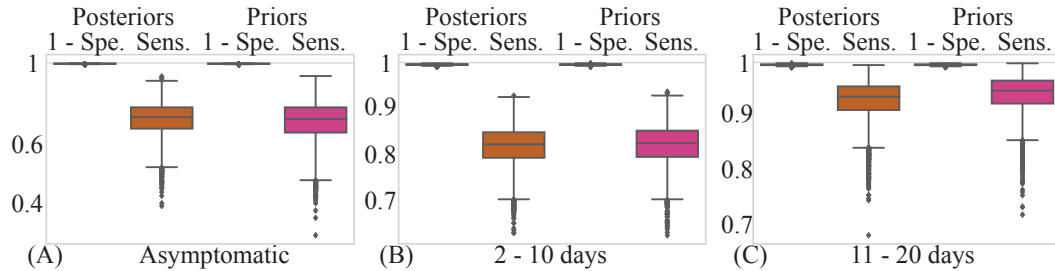 Posteriors Priors
1 - Spe. Sens. 1 - Spe. Sens.
1
0.6
0.4
(A) Asymptomatic
Posteriors Priors
1 - Spe. Sens. 1 - Spe. Sens.
1
0.9
0.8
0.7
(B) 2 - 10 days
Posteriors Priors
1 - Spe. Sens. 1 - Spe. Sens.
1
0.9
0.8
0.7
(C) 11 - 20 days